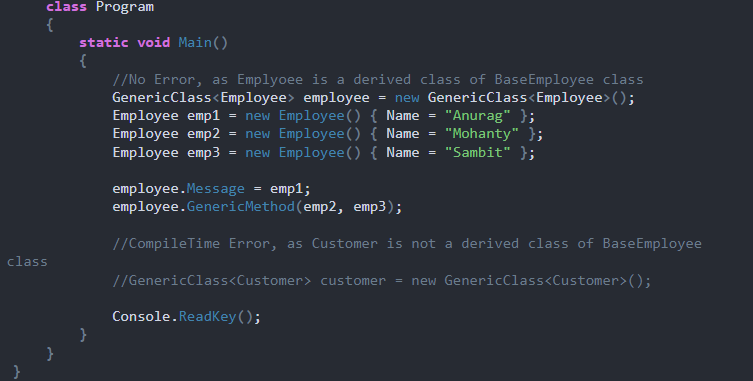 class Program
{
static void Main()
{
//No Error, as Emplyoee is a derived class of BaseEmployee class
GenericClass<Employee> employee = new GenericClass<Employee>();
Employee emp1 = new Employee() { Name = "Anurag" };
Employee emp2 = new Employee() { Name = "Mohanty" };
Employee emp3 = new Employee() { Name = "Sambit" };
employee.Message = emp1;
employee.GenericMethod(emp2, emp3);
//CompileTime Error, as Customer is not a derived class of BaseEmployee
class
//GenericClass<Customer> customer = new GenericClass<Customer>();
Console.ReadKey();
}
}
}